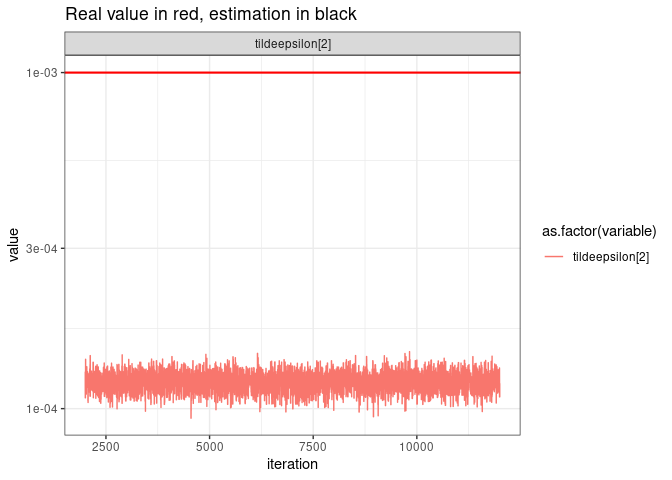 Real value in red, estimation in black
tildeepsilon[2]
1e-03
3e-04
1e-04
value
2500
5000
7500
10000
iteration
as.factor(variable)
tildeepsilon[2]